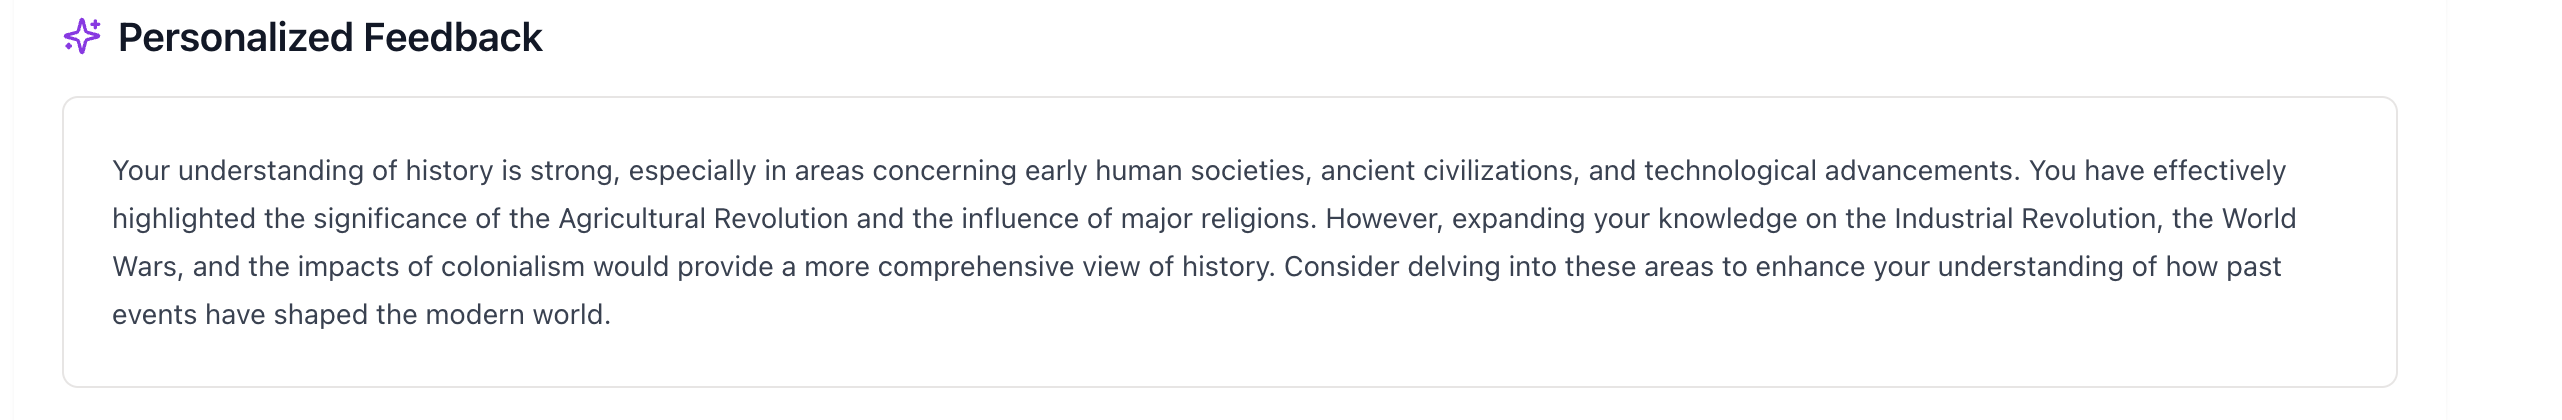 Personalized Feedback
Your understanding of history is strong, especially in areas concerning early human societies, ancient civilizations, and technological advancements. You have effectively
highlighted the significance of the Agricultural Revolution and the influence of major religions. However, expanding your knowledge on the Industrial Revolution, the World
Wars, and the impacts of colonialism would provide a more comprehensive view of history. Consider delving into these areas to enhance your understanding of how past
events have shaped the modern world.